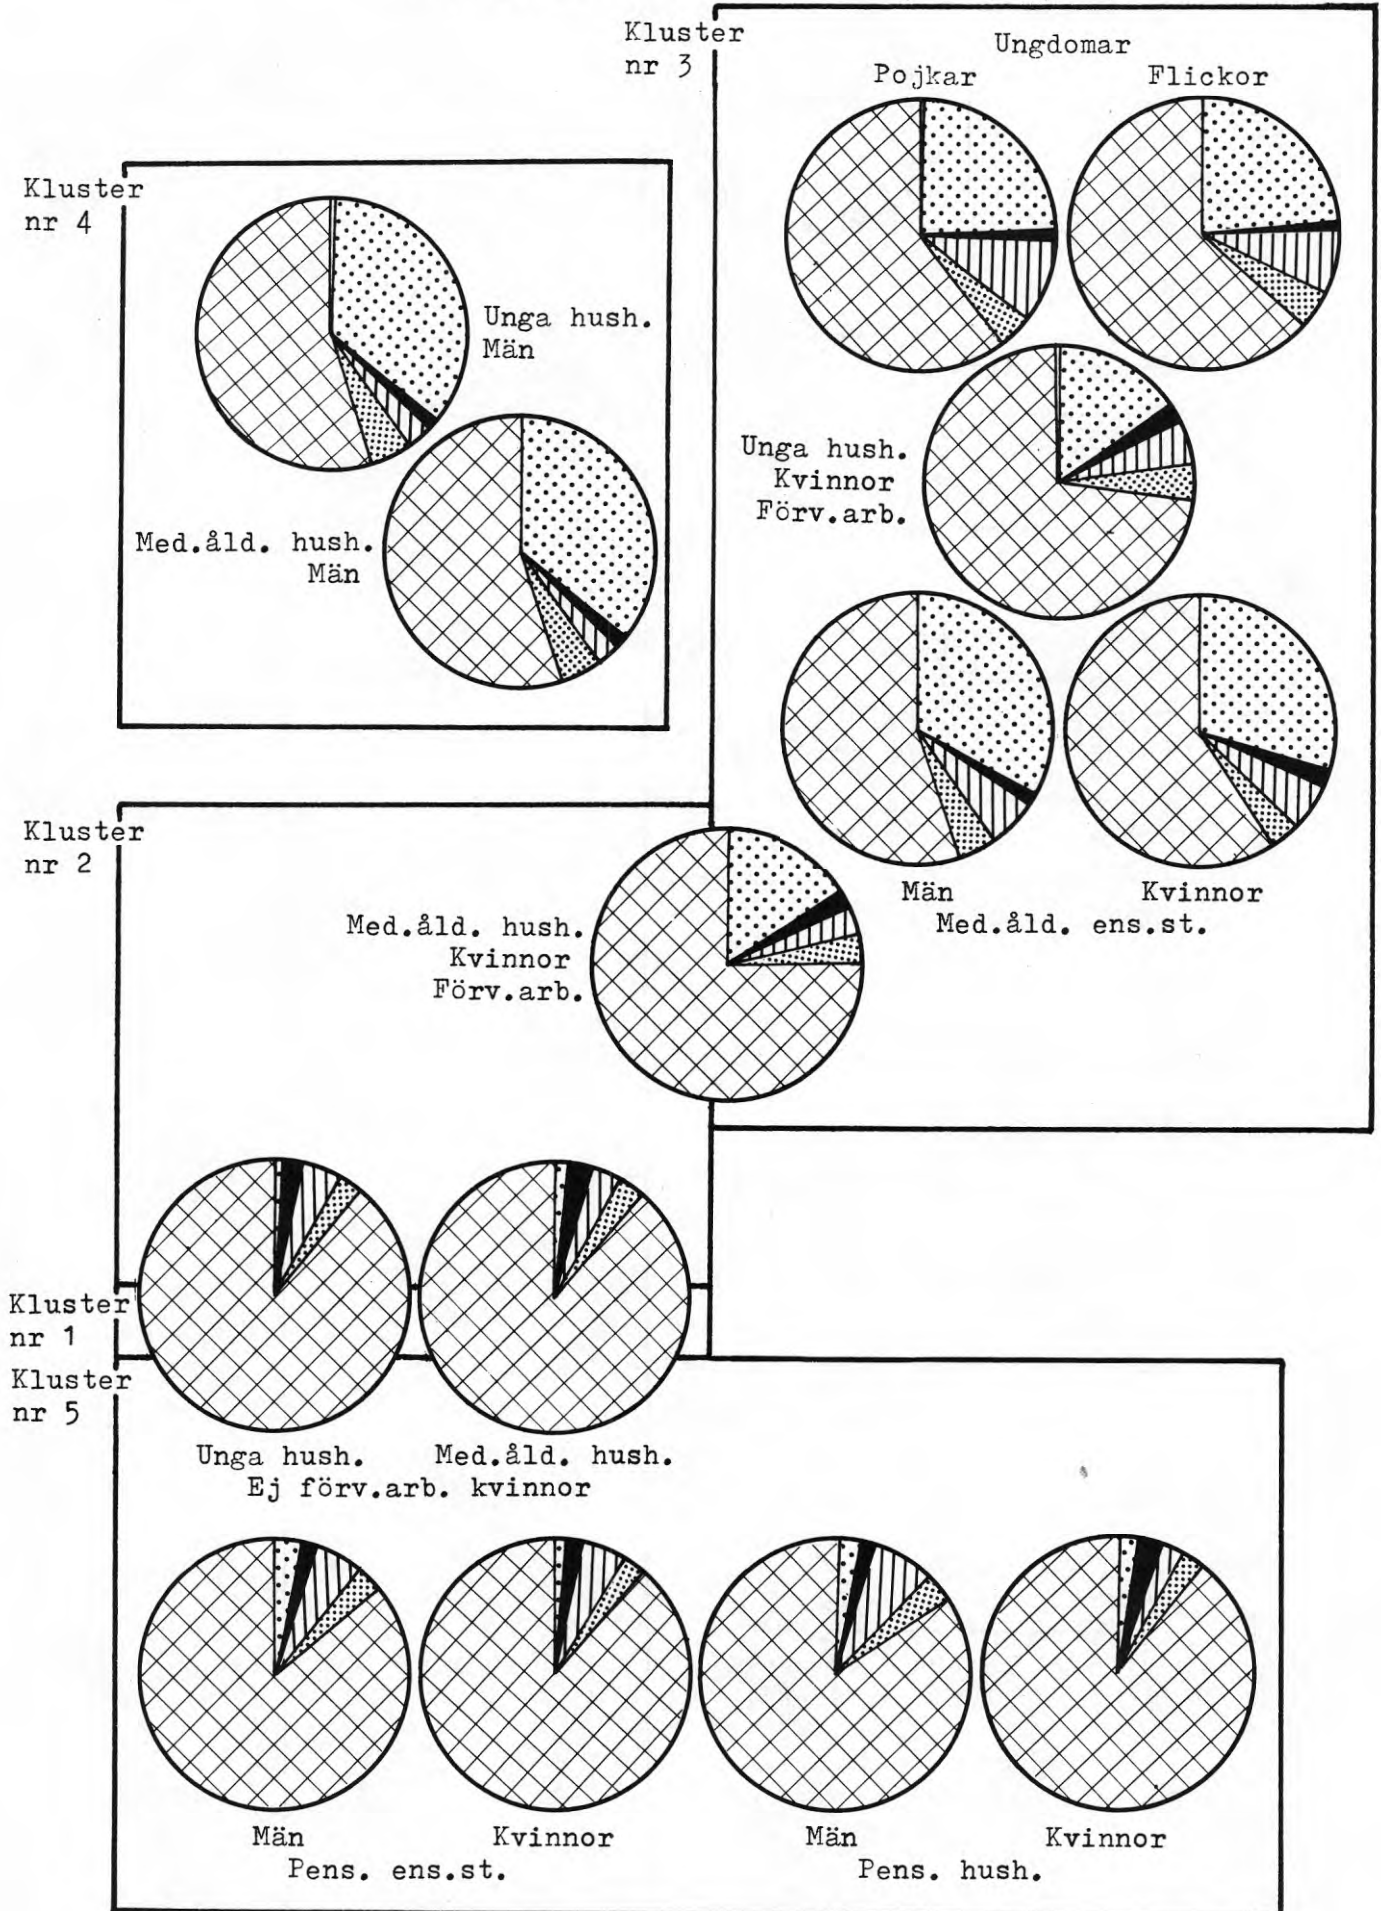 Kluster
nr 3
Ungdomar
Pojkar
Flickor
Kluster
nr 4
Unga hush.
Män
Med.åld. hush.
Män
Unga hush.
Kvinnor
Förv.arb.
Män
Kvinnor
Med.åld. ens.st.
Kluster
nr 2
Med.åld. hush.
Kvinnor
Förv.arb.
Kluster
nr 1
Kluster
nr 5
Unga hush.
Med.åld. hush.
Ej förv.arb. kvinnor
Män
Kvinnor
Pens. ens.st.
Män
Kvinnor
Pens. hush.